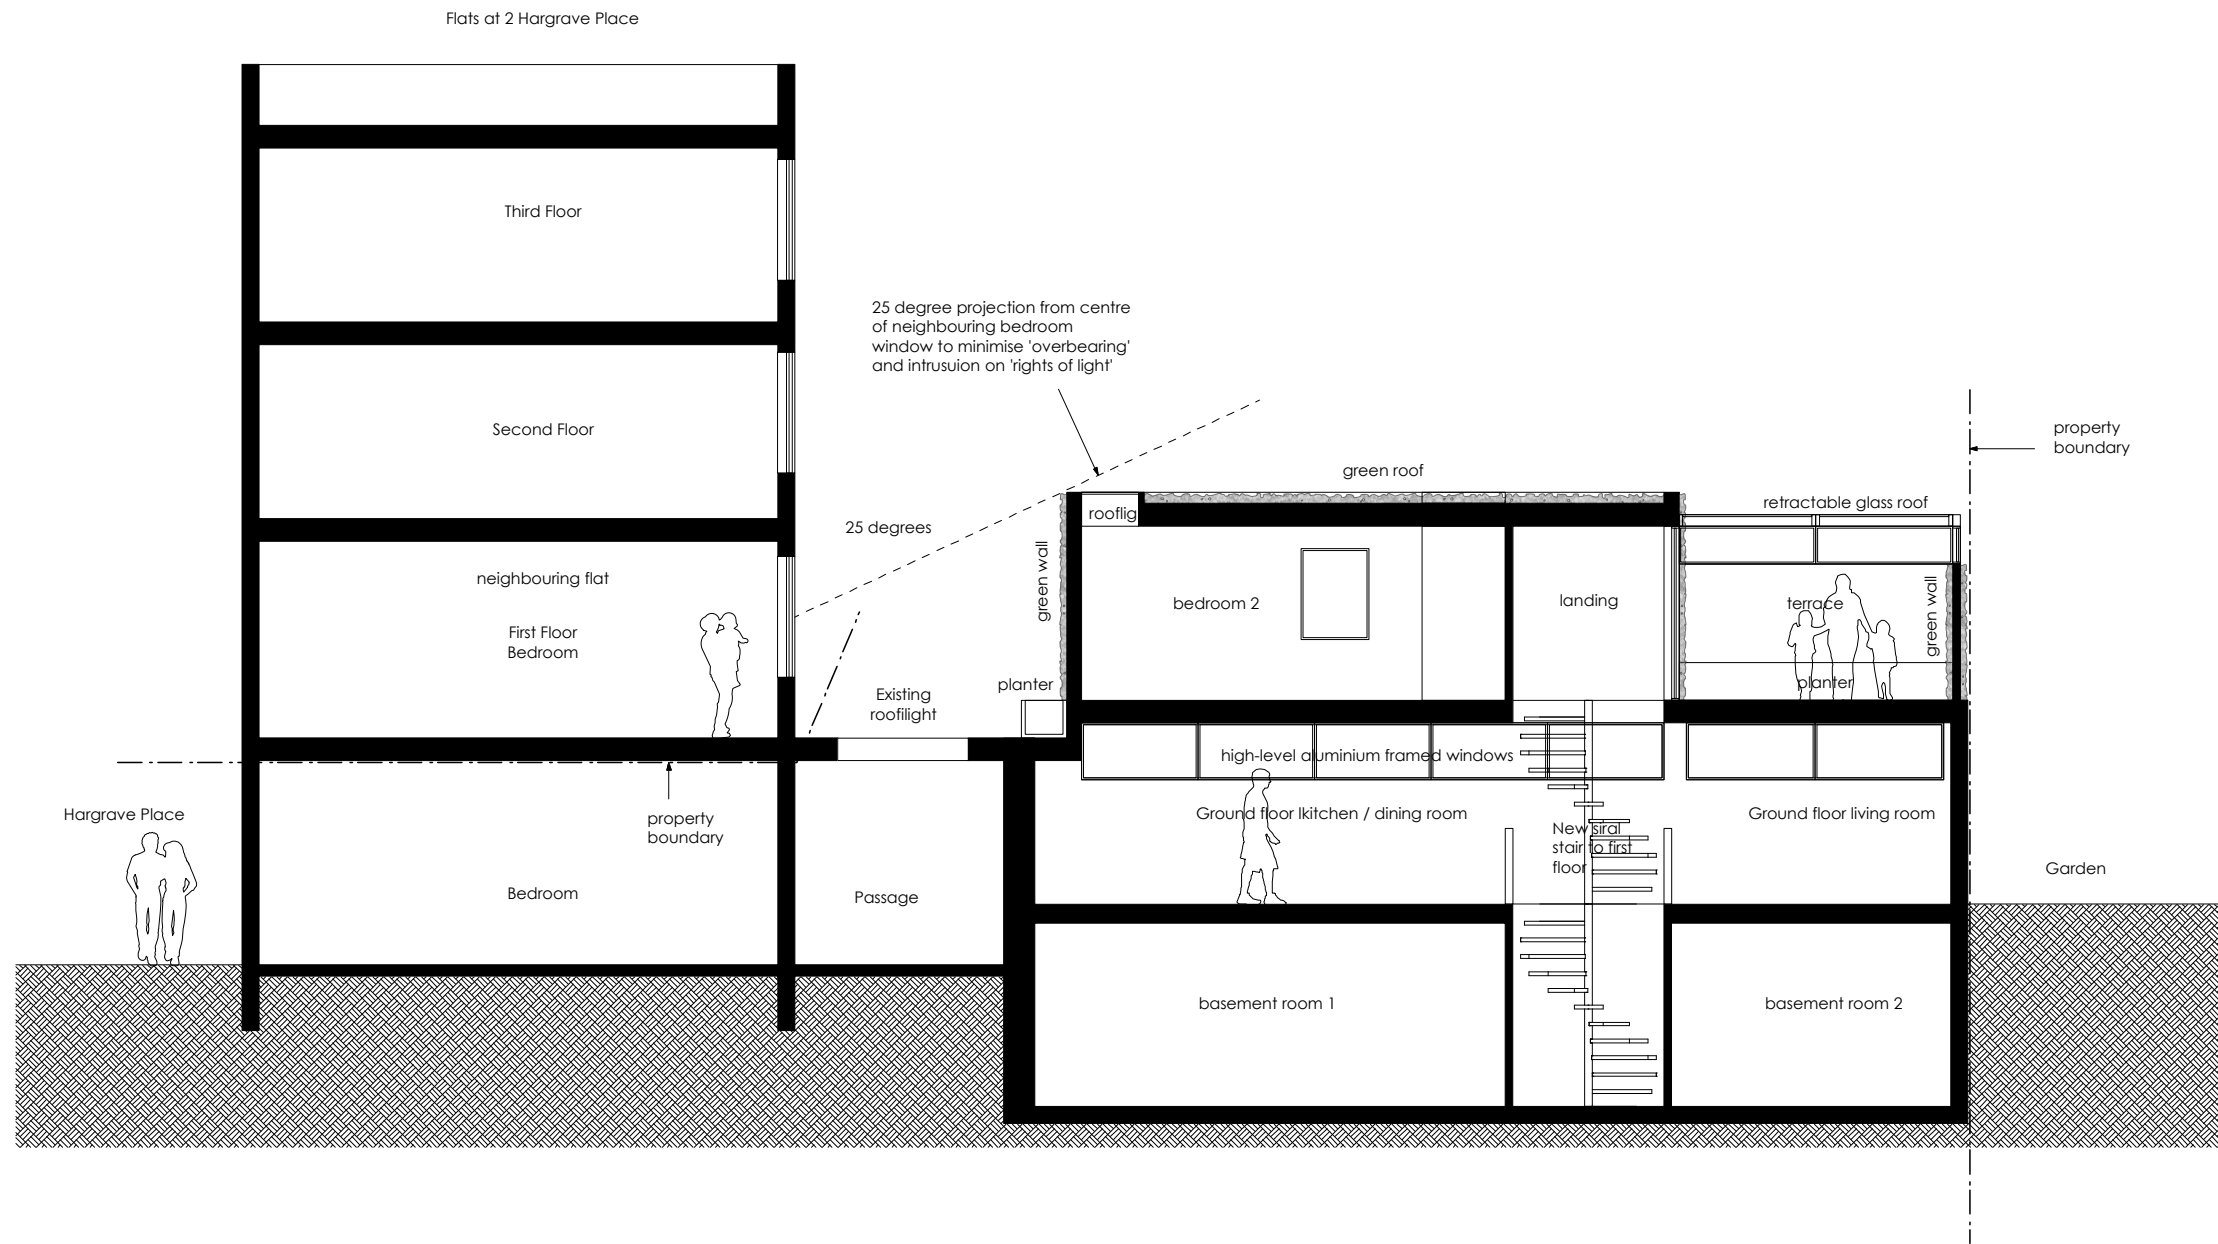 Flats at 2 Hargrave Place
Third Floor
25 degree projection from centre
of neighbouring bedroom
window to minimise 'overbearing'
and intrusuion on 'rights of light'
Second Floor
property
boundary
green roof
retractable glass roof
rooflig
25 degrees
green wall
neighbouring flat
First Floor
Bedroom
bedroom 2
landing
terrace
green wall
planter
planter
Existing
roofilight
high-level aluminium framed windows
Hargrave Place
property
boundary
Ground floor lkitchen / dining room
Ground floor living room
New siral
stair to first
floor
Garden
Bedroom
Passage
basement room 1
basement room 2